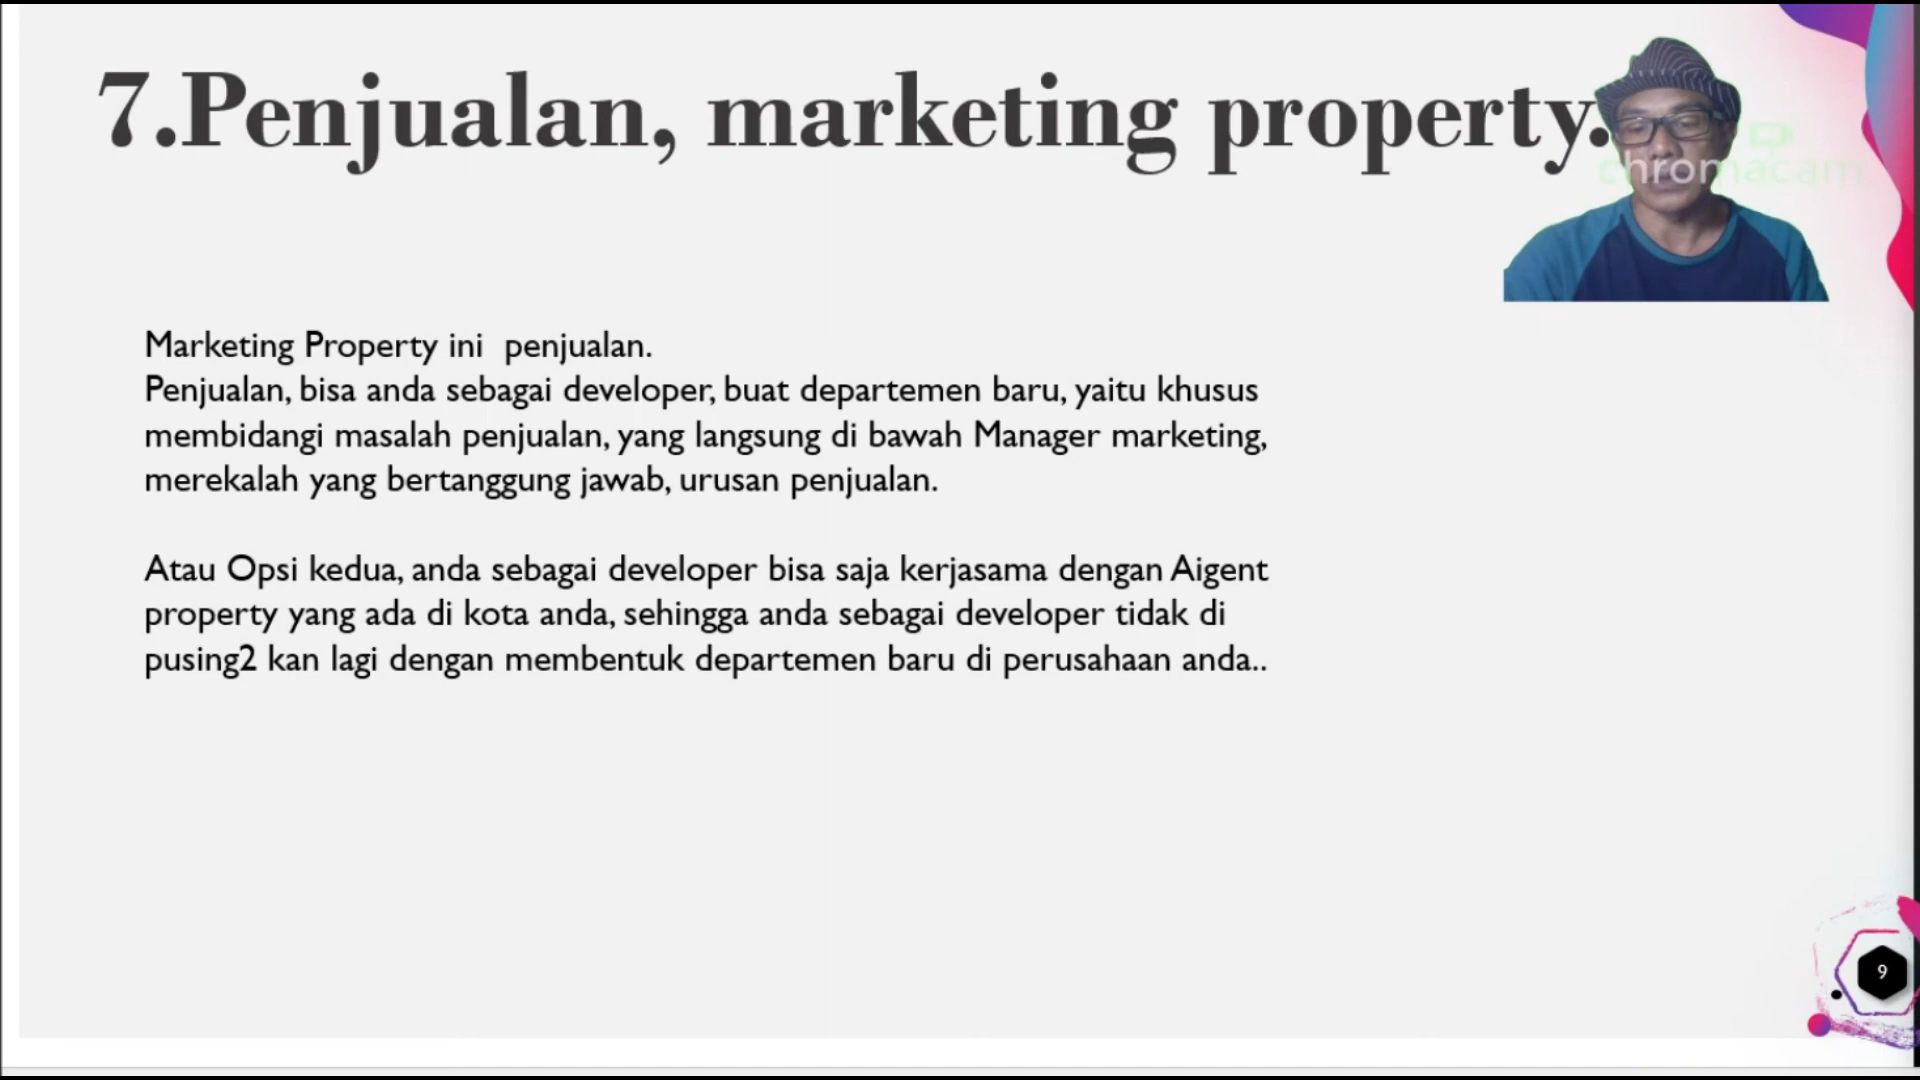 7.Penjualan, marketing property.
chromacam
Marketing Property ini  penjualan.
Penjualan, bisa anda sebagai developer, buat departemen baru, yaitu khusus
membidangi masalah penjualan, yang langsung di bawah Manager marketing,
merekalah yang bertanggung jawab, urusan penjualan.
Atau Opsi kedua, anda sebagai developer bisa saja kerjasama dengan Aigent
property yang ada di kota anda, sehingga anda sebagai developer tidak di
pusing2 kan lagi dengan membentuk departemen baru di perusahaan anda..
9